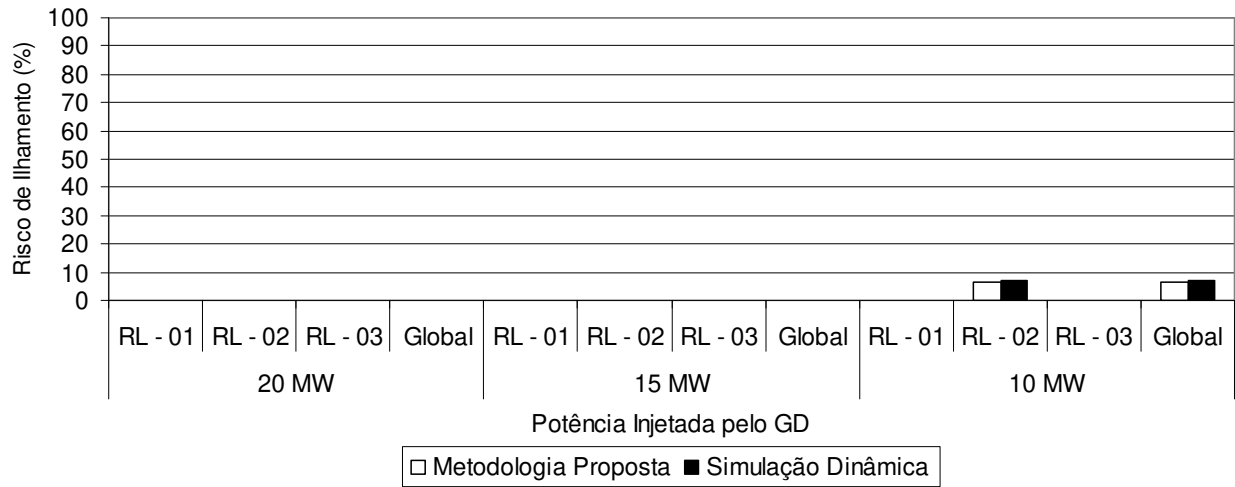 Risco de Ilhamento (%)
100
90
80
70
60
50
40
30
20
10
0
RL - 01 RL - 02 RL - 03 Global RL - 01 RL - 02 RL - 03 Global RL - 01 RL - 02 RL - 03 Global
20 MW 15 MW 10 MW
Potência Injetada pelo GD
Metodologia Proposta Simulação Dinâmica